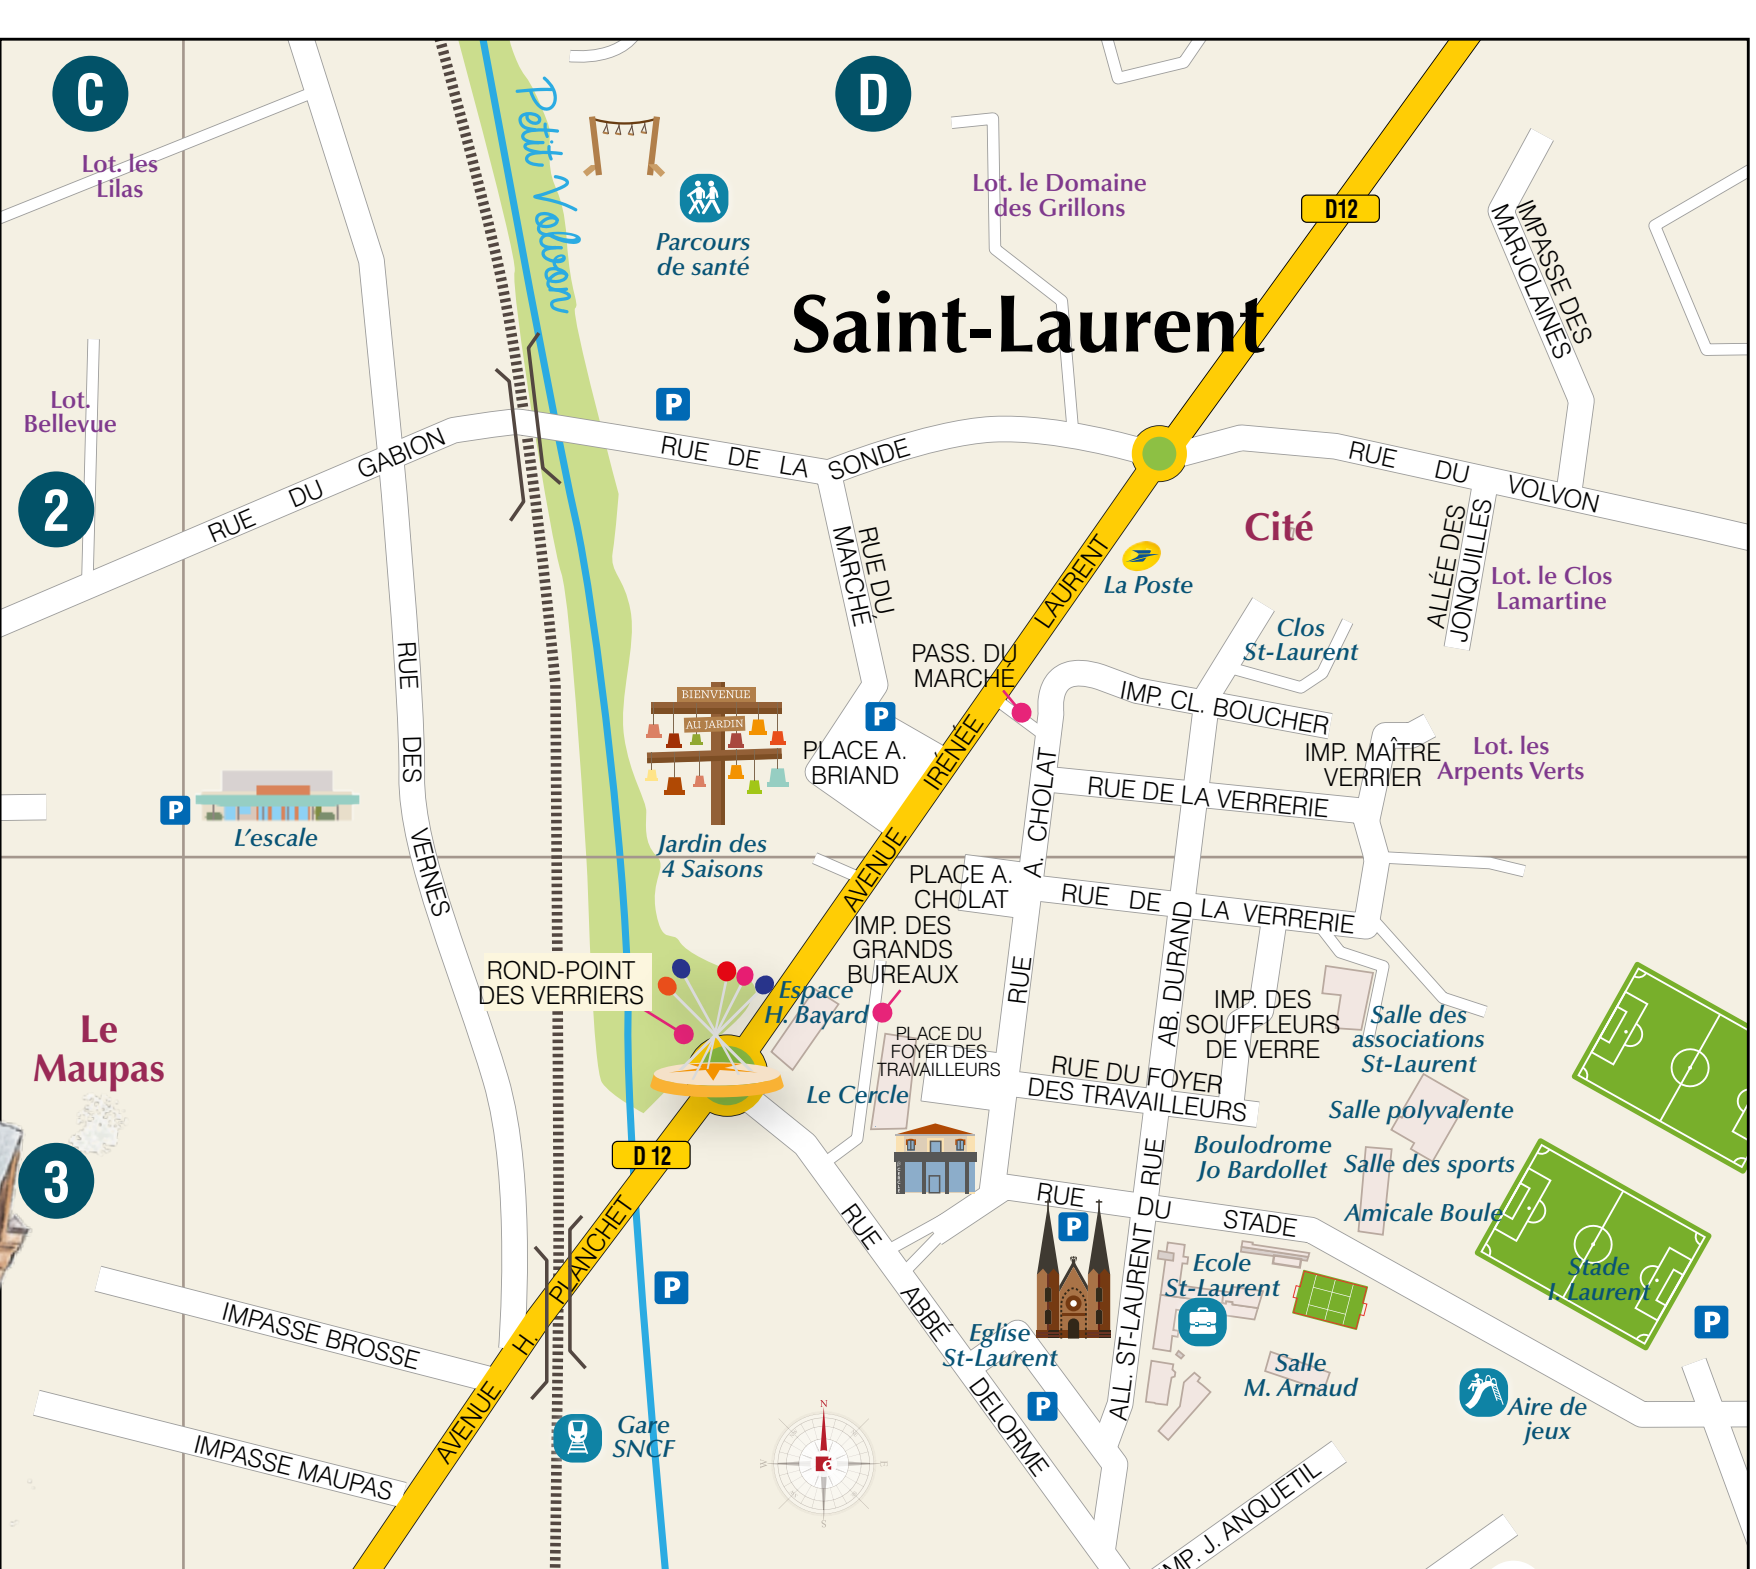 C
D
Petit Volvon
Lot. les
Lilas
Parcours
de santé
Lot. le Domaine
des Grillons
D12
IMPASSE DES
MARJOLAINES
Saint-Laurent
P
Lot.
Bellevue
RUE DU GABION
RUE DE LA SONDE
RUE DU VOLVON
2
Cité
RUE DU
MARCHÉ
La Poste
ALLÉE DES
JONQUILLES
Lot. le Clos
Lamartine
Clos
St-Laurent
PASS. DU
MARCHÉ
RUE DES VERNES
BIENVENUE
AU JARDIN
P
PLACE A.
BRIAND
AVENUE IRÉNÉE LAURENT
IMP. CL. BOUCHER
IMP. MAÎTRE
VERRIER
Lot. les
Arpents Verts
P
L'escale
Jardin des
4 Saisons
RUE A. CHOLAT
RUE DE LA VERRERIE
PLACE A.
CHOLAT
RUE DE LA VERRERIE
IMP. DES
GRANDS
BUREAUX
ROND-POINT
DES VERRIERS
Espace
H. Bayard
RUE AB. DURAND
IMP. DES
SOUFFLEURS
DE VERRE
Salle des
associations
St-Laurent
Le
Maupas
PLACE DU
FOYER DES
TRAVAILLEURS
RUE DU FOYER
DES TRAVAILLEURS
Le Cercle
Salle polyvalente
3
D 12
Boulodrome
Jo Bardollet
Salle des sports
Amicale Boule
RUE DU STADE
P
AVENUE H. PLANCHET
RUE ABBÉ DELORME
P
Ecole
St-Laurent
Stade
I. Laurent
P
IMPASSE BROSSE
Eglise
St-Laurent
ALL. ST-LAURENT
Salle
M. Arnaud
P
Aire de
jeux
Gare
SNCF
N
E
S
W
IMPASSE MAUPAS
IMP. J. ANQUETIL